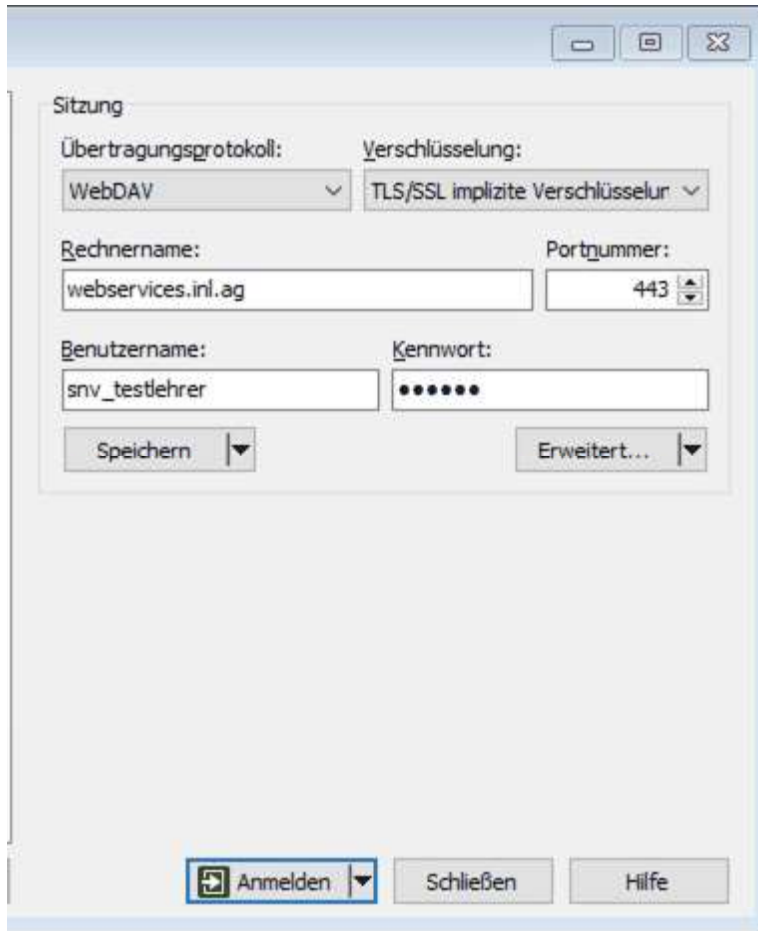 Sitzung
Übertragungsprotokoll: Verschlüsselung:
WebDAV TLS/SSL implizite Verschlüsselur
Rechnername: Portnummer:
webservices.inl.ag 443
Benutzername: Kennwort:
snv_testlehrer ●●●●●●
Speichern Erweitert...
Anmelden Schließen Hilfe